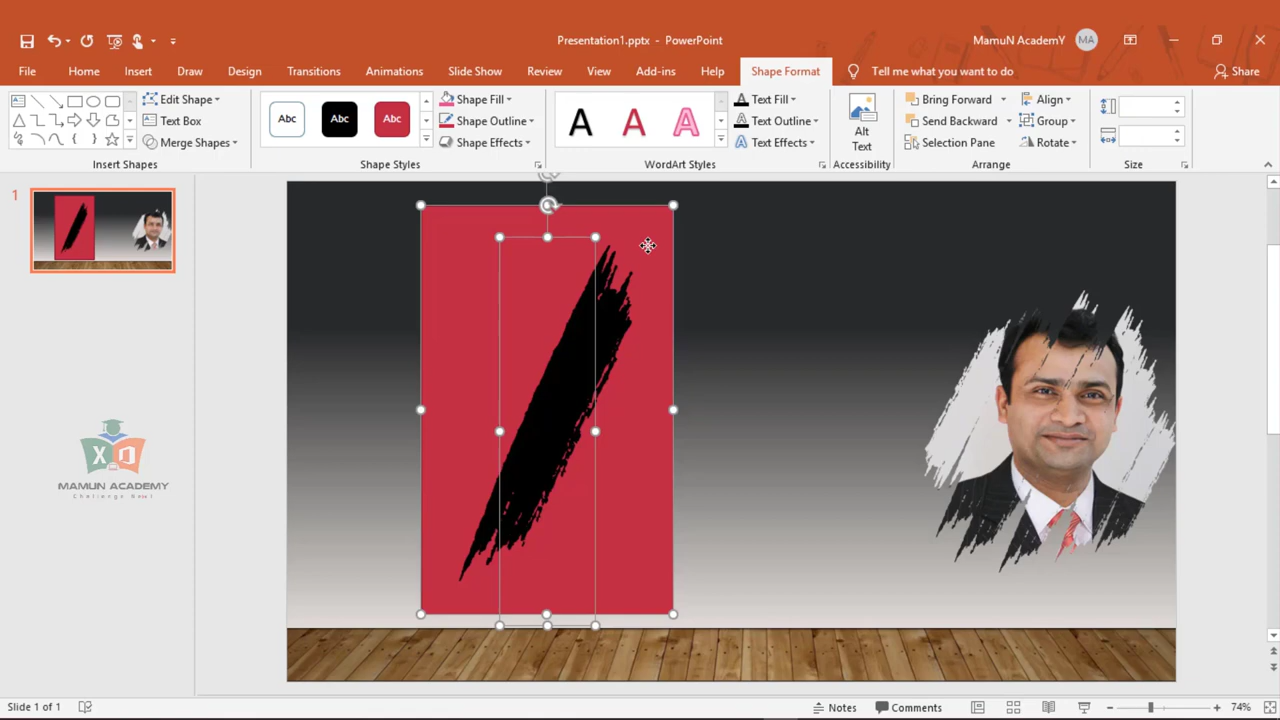 Presentation1.pptx - PowerPoint
MamuN AcademY MA
File Home Insert Draw Design Transitions Animations Slide Show Review View Add-ins Help Shape Format Tell me what you want to do Share
Edit Shape
Text Box
Merge Shapes
Insert Shapes
Abc Abc Abc
Shape Fill
Shape Outline
Shape Effects
Shape Styles
A A A
Text Fill
Text Outline
Text Effects
WordArt Styles
Alt
Text
Accessibility
Bring Forward
Send Backward
Selection Pane
Align
Group
Rotate
Arrange
Size
1
X O
MAMUN ACADEMY
Challenge Next
Slide 1 of 1
Notes
Comments
74%